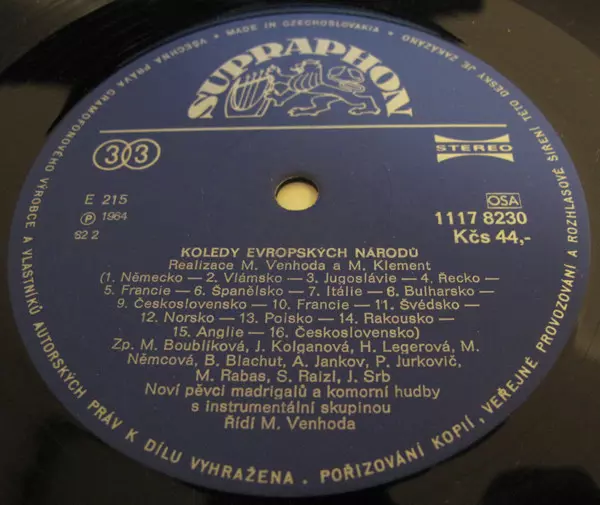 VŠECHNA PRÁVA GRAMOFONOVÉHO VÝROBCE A VLASTNÍKŮ AUTORSKÝCH PRÁV K DÍLU VYHRAŽENA. POŘIZOVÁNÍ KOPIÍ, VEŘEJNÉ PROVOZOVÁNÍ A ROZHLASOVÉ ŠÍŘENÍ TÉTO DESKY JE ZAKÁZÁNO • MADE IN CZECHOSLOVAKIA •
SUPRAPHON
33
STEREO
E 215
Ⓟ 1964
S2 2
OSA
1117 8230
Kčs 44,-
KOLEDY EVROPSKÝCH NÁRODŮ
Realizace M. Venhoda a M. Klement
(1. Německo — 2. Vlámsko — 3. Jugoslávie — 4. Řecko —
5. Francie — 6. Španělsko — 7. Itálie — 8. Bulharsko —
9. Československo — 10. Francie — 11. Švédsko —
12. Norsko — 13. Polsko — 14. Rakousko —
15. Anglie — 16. Československo)
Zp. M. Boublíková, J. Kolganová, H. Legerová, M.
Němcová, B. Blachut, A. Jankov, P. Jurkovič,
M. Rabas, S. Raizl, J. Srb
Noví pěvci madrigalů a komorní hudby
s instrumentální skupinou
Řídí M. Venhoda